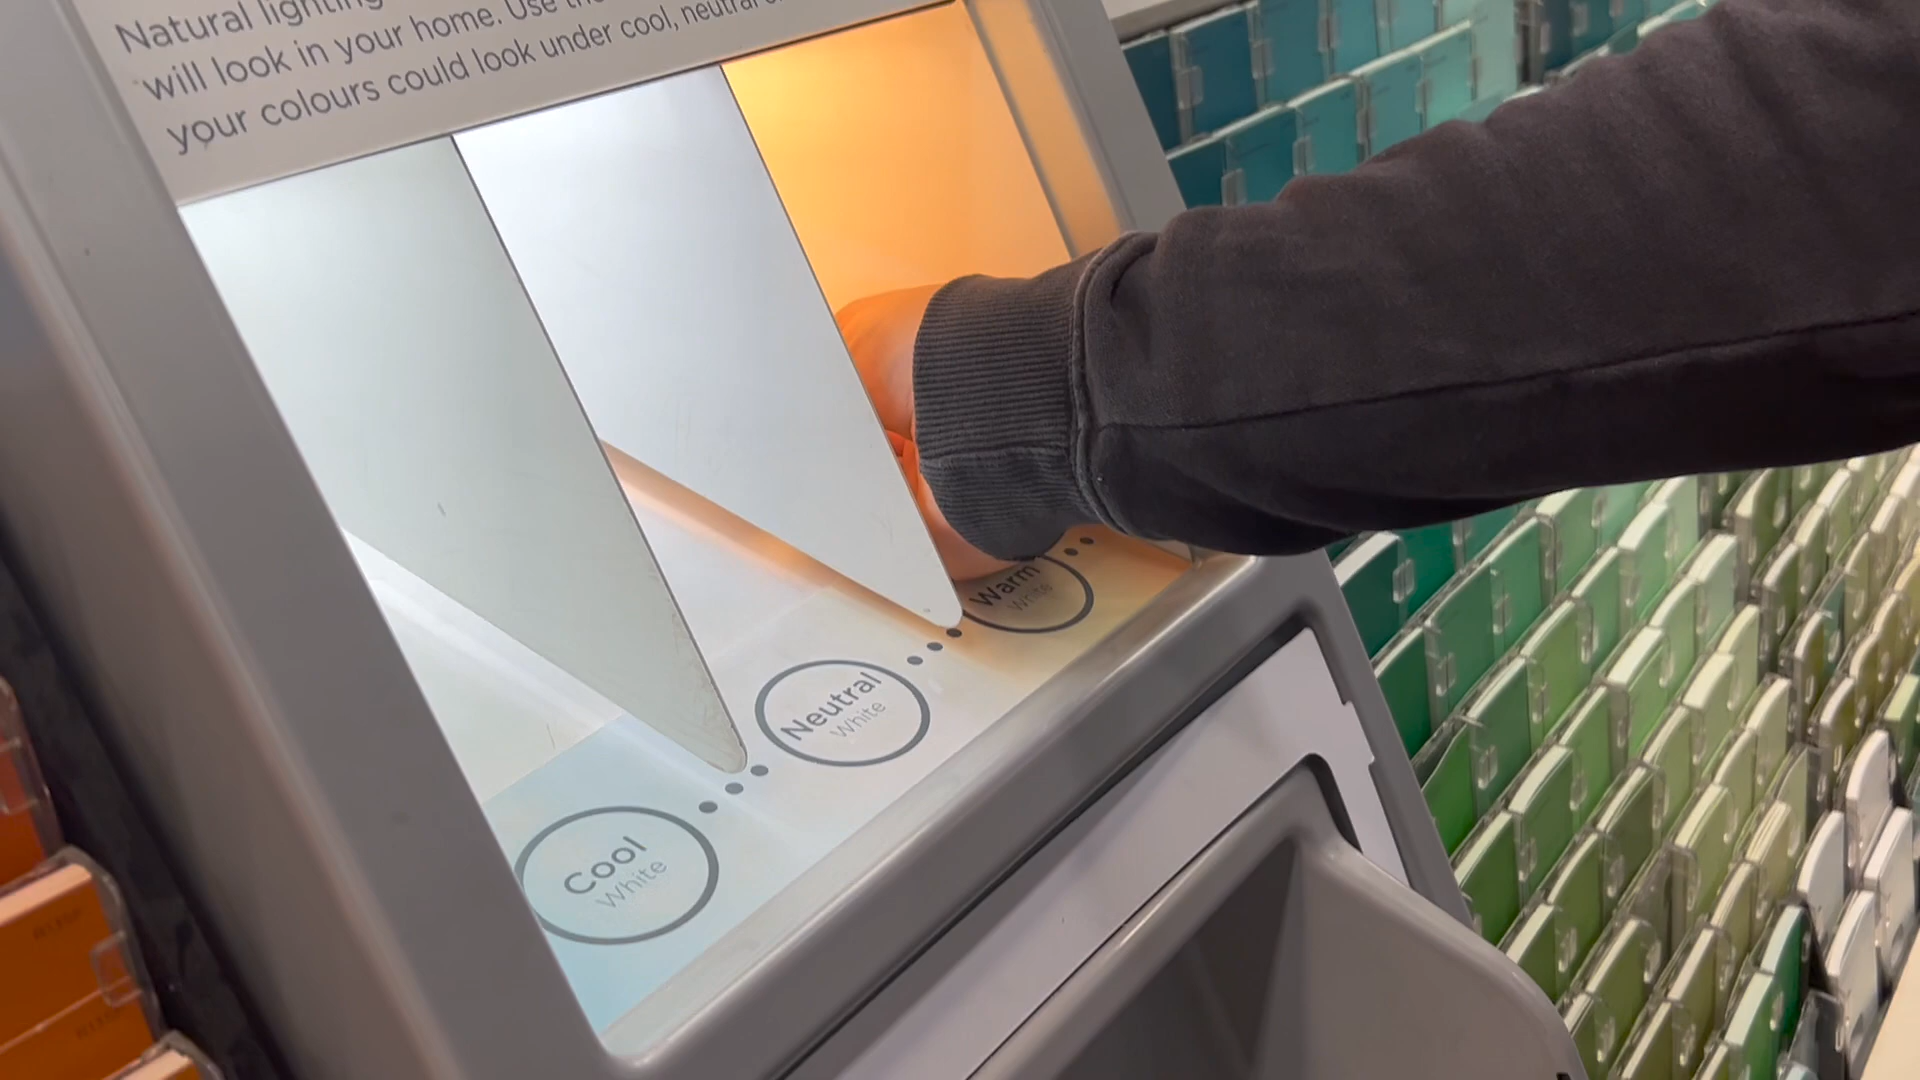 Natural lighting
will look in your home. Use
your colours could look under cool, neutral
Warm
White
Neutral
White
Cool
White